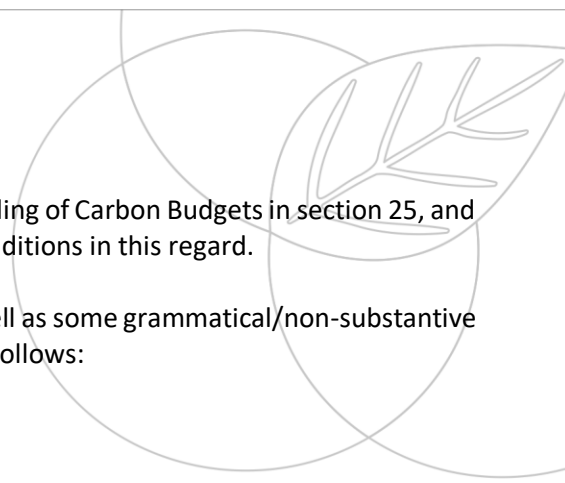 ling of Carbon Budgets in section 25, and
ditions in this regard.
ll as some grammatical/non-substantive
ollows: